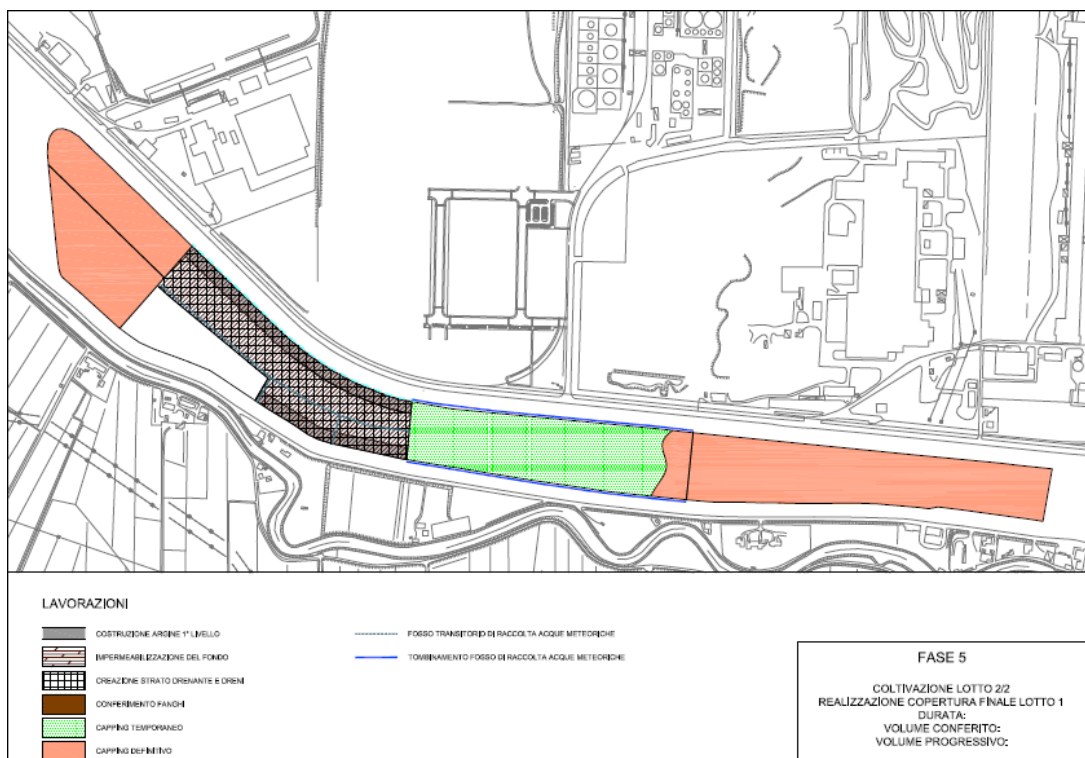 LAVORAZIONI
COSTRUZIONE ARGINE 1° LIVELLO
IMPERMEABILIZZAZIONE DEL FONDO
CREAZIONE STRATO DRENANTE E DRENI
CONFERIMENTO FANGHI
CAPPING TEMPORANEO
CAPPING DEFINITIVO
FOSSO TRANSITORIO DI RACCOLTA ACQUE METEORICHE
TOMBINAMENTO FOSSO DI RACCOLTA ACQUE METEORICHE
FASE 5
COLTIVAZIONE LOTTO 2/2
REALIZZAZIONE COPERTURA FINALE LOTTO 1
DURATA:
VOLUME CONFERITO:
VOLUME PROGRESSIVO: